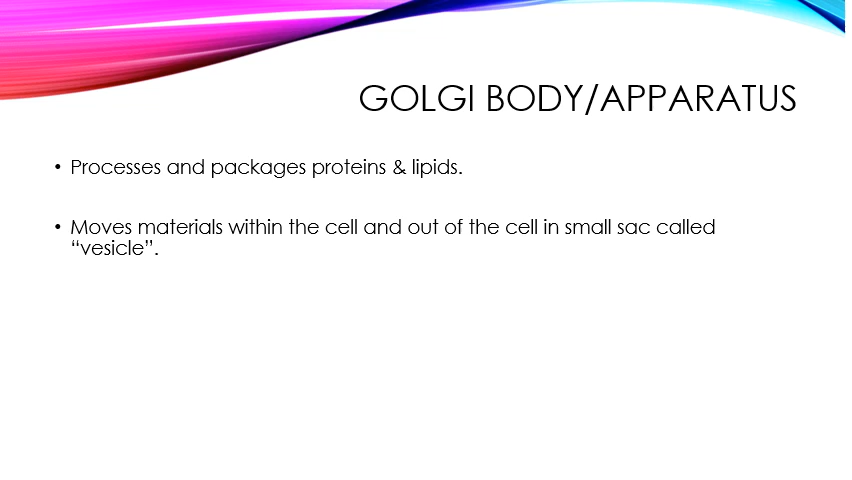 GOLGI BODY/APPARATUS
• Processes and packages proteins & lipids.
• Moves materials within the cell and out of the cell in small sac called
“vesicle”.